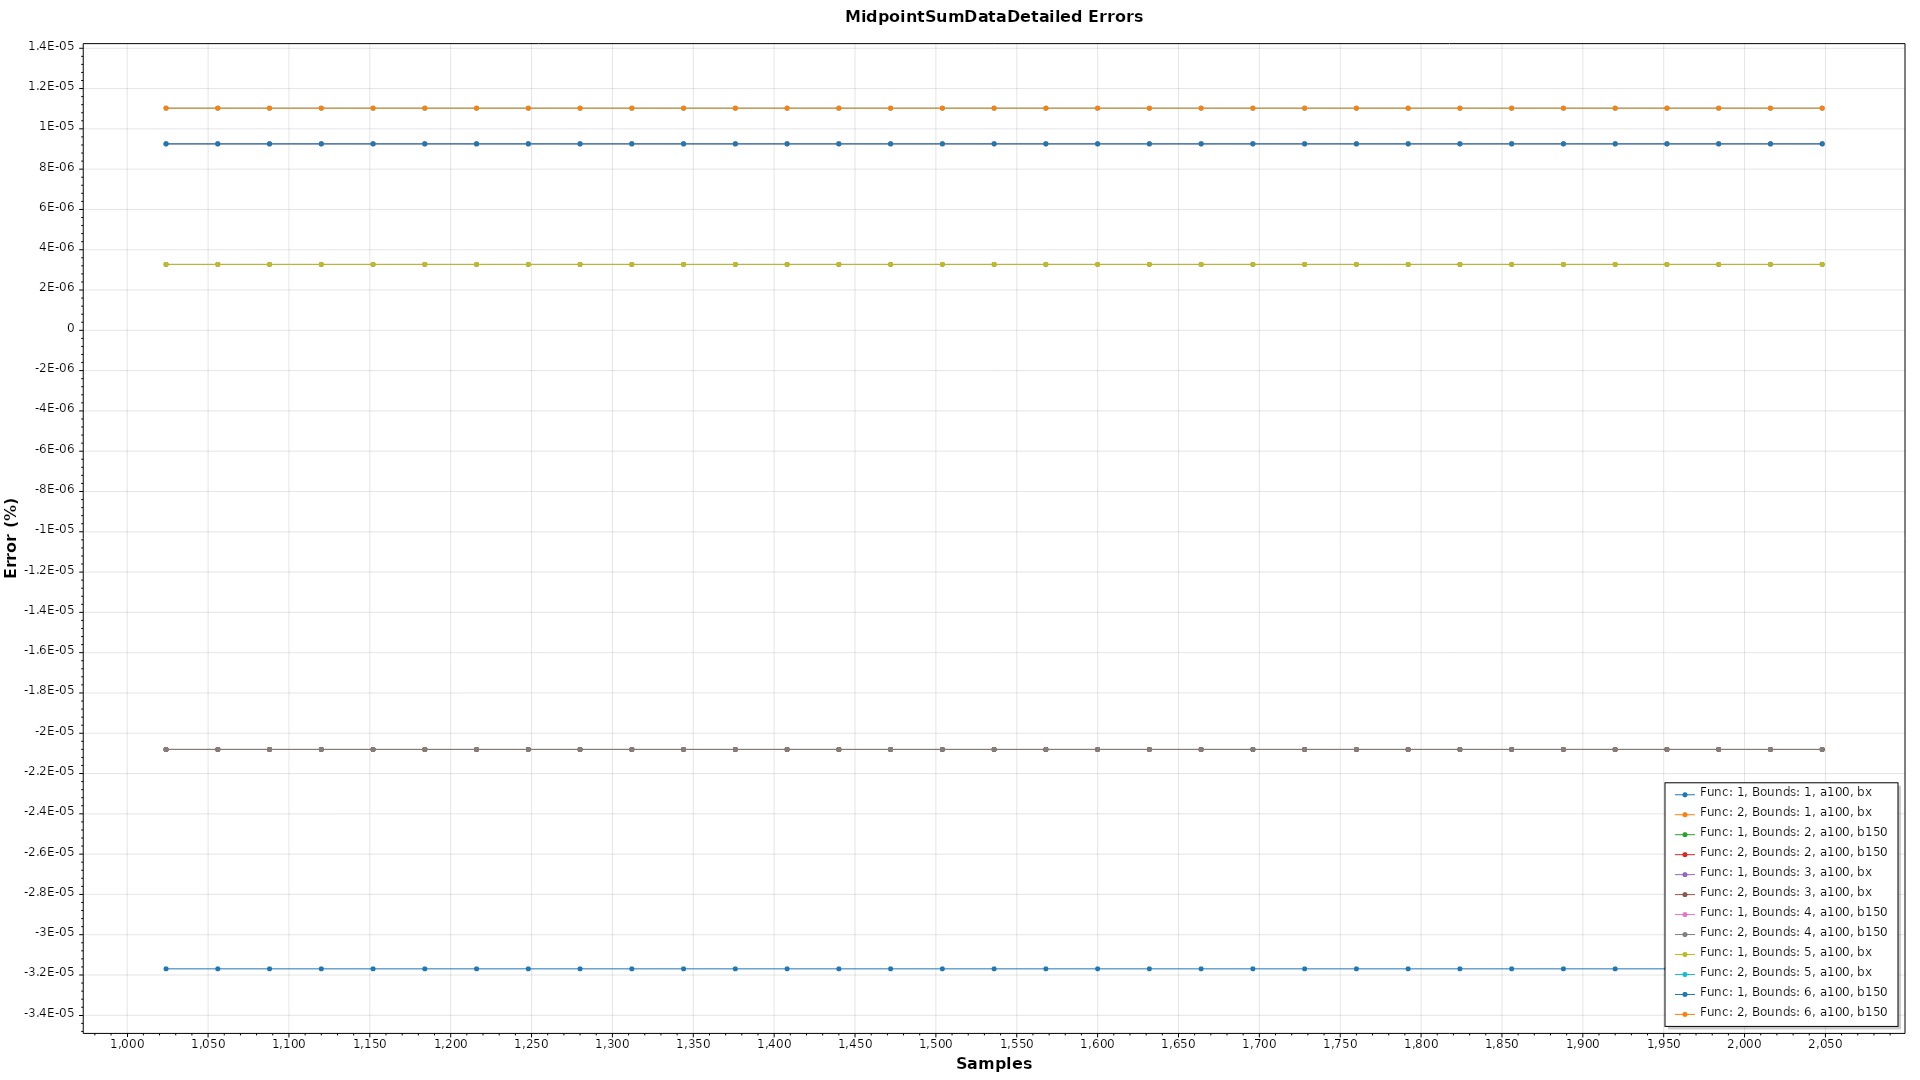 MidpointSumDataDetailed Errors
1.4E-05
1.2E-05
1E-05
8E-06
6E-06
4E-06
2E-06
0
-2E-06
-4E-06
-6E-06
-8E-06
-1E-05
-1.2E-05
-1.4E-05
-1.6E-05
-1.8E-05
-2E-05
-2.2E-05
-2.4E-05
-2.6E-05
-2.8E-05
-3E-05
-3.2E-05
-3.4E-05
Error (%)
Func: 1, Bounds: 1, a100, bx
Func: 2, Bounds: 1, a100, bx
Func: 1, Bounds: 2, a100, b150
Func: 2, Bounds: 2, a100, b150
Func: 1, Bounds: 3, a100, bx
Func: 2, Bounds: 3, a100, bx
Func: 1, Bounds: 4, a100, b150
Func: 2, Bounds: 4, a100, b150
Func: 1, Bounds: 5, a100, bx
Func: 2, Bounds: 5, a100, bx
Func: 1, Bounds: 6, a100, b150
Func: 2, Bounds: 6, a100, b150
1,000 1,050 1,100 1,150 1,200 1,250 1,300 1,350 1,400 1,450 1,500 1,550 1,600 1,650 1,700 1,750 1,800 1,850 1,900 1,950 2,000 2,050
Samples